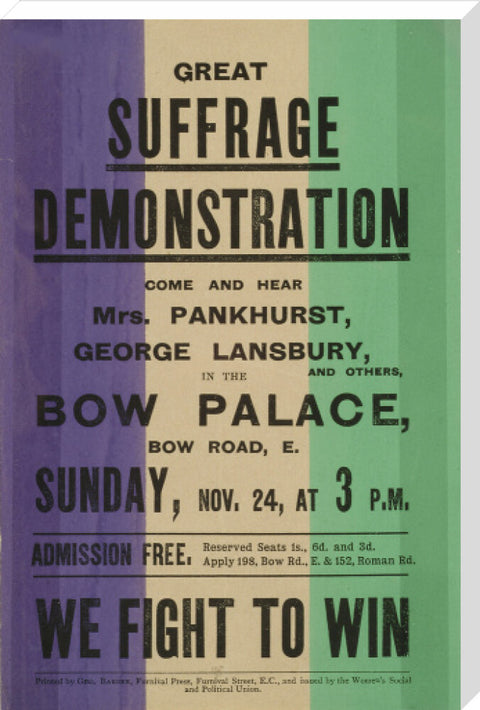 GREAT
SUFFRAGE
DEMONSTRATION
COME AND HEAR
Mrs. PANKHURST,
GEORGE LANSBURY,
IN THE AND OTHERS,
BOW PALACE,
BOW ROAD, E.
SUNDAY, NOV. 24, AT 3 P.M.
ADMISSION FREE. Reserved Seats 1s., 6d. and 3d.
Apply 198, Bow Rd., E. & 152, Roman Rd.
WE FIGHT TO WIN
Printed by Geo. Barber, Furnival Press, Furnival Street, E.C., and issued by the Women's Social
and Political Union.